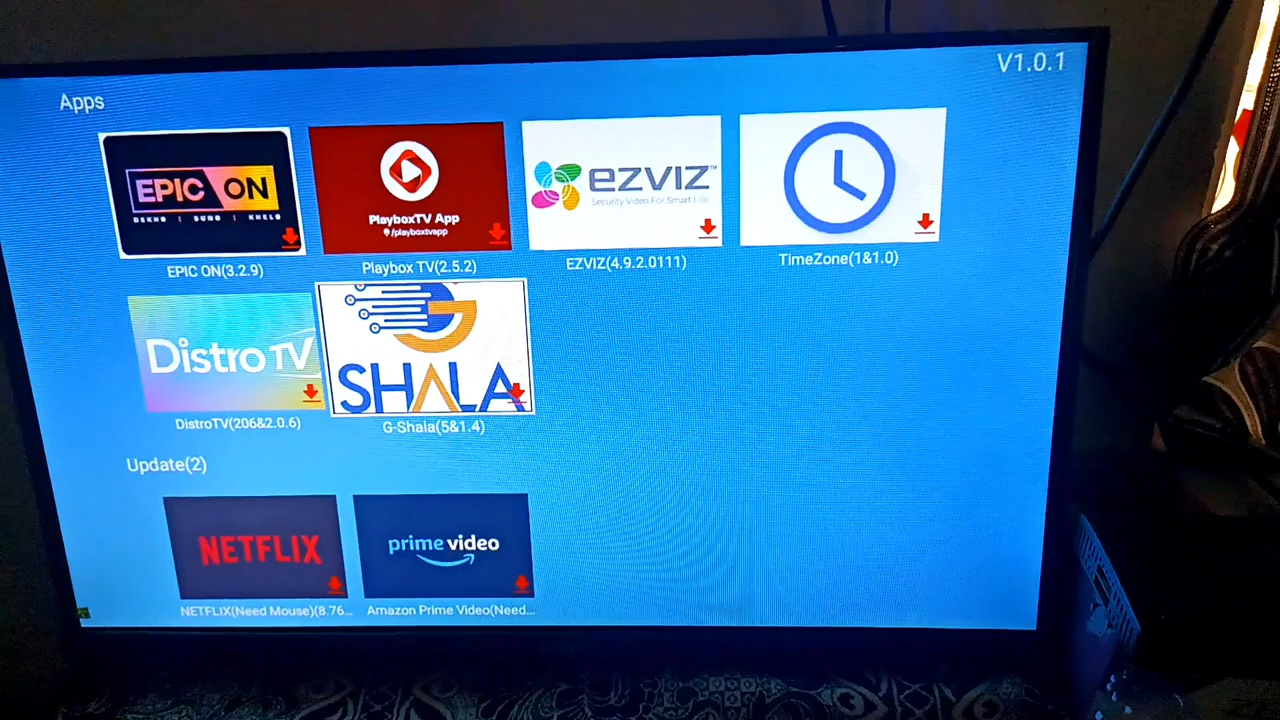 V1.0.1
Apps
EPIC ON
DEKHO | SUNO | KHELO
EPIC ON(3.2.9)
PlayboxTV App
/playboxtvapp
Playbox TV(2.5.2)
ezviz™
Security Video For Smart Life
EZVIZ(4.9.2.0111)
TimeZone(1&1.0)
Distro TV
DistroTV(206&2.0.6)
G
SHALA
G-Shala(5&1.4)
Update(2)
NETFLIX
NETFLIX(Need Mouse)(8.76...
prime video
Amazon Prime Video(Need...